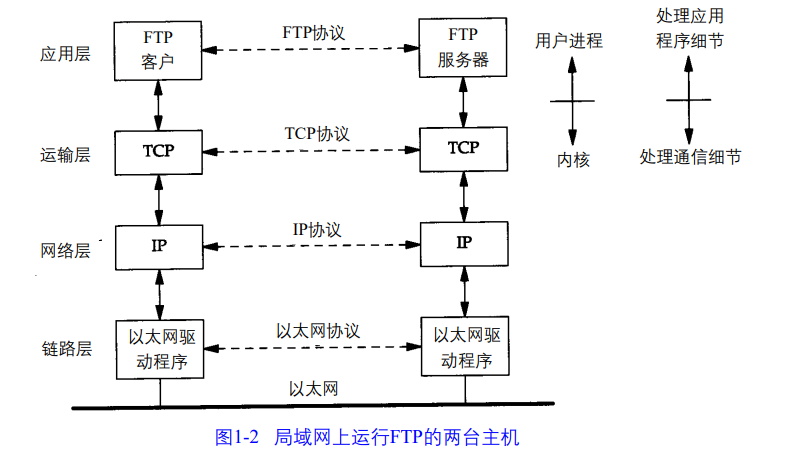 处理应用
程序细节
用户进程
应用层
FTP
客户
FTP协议
FTP
服务器
TCP协议
运输层
TCP
TCP
内核
处理通信细节
IP协议
网络层
IP
IP
以太网协议
链路层
以太网驱
动程序
以太网驱
动程序
以太网
图1-2 局域网上运行FTP的两台主机